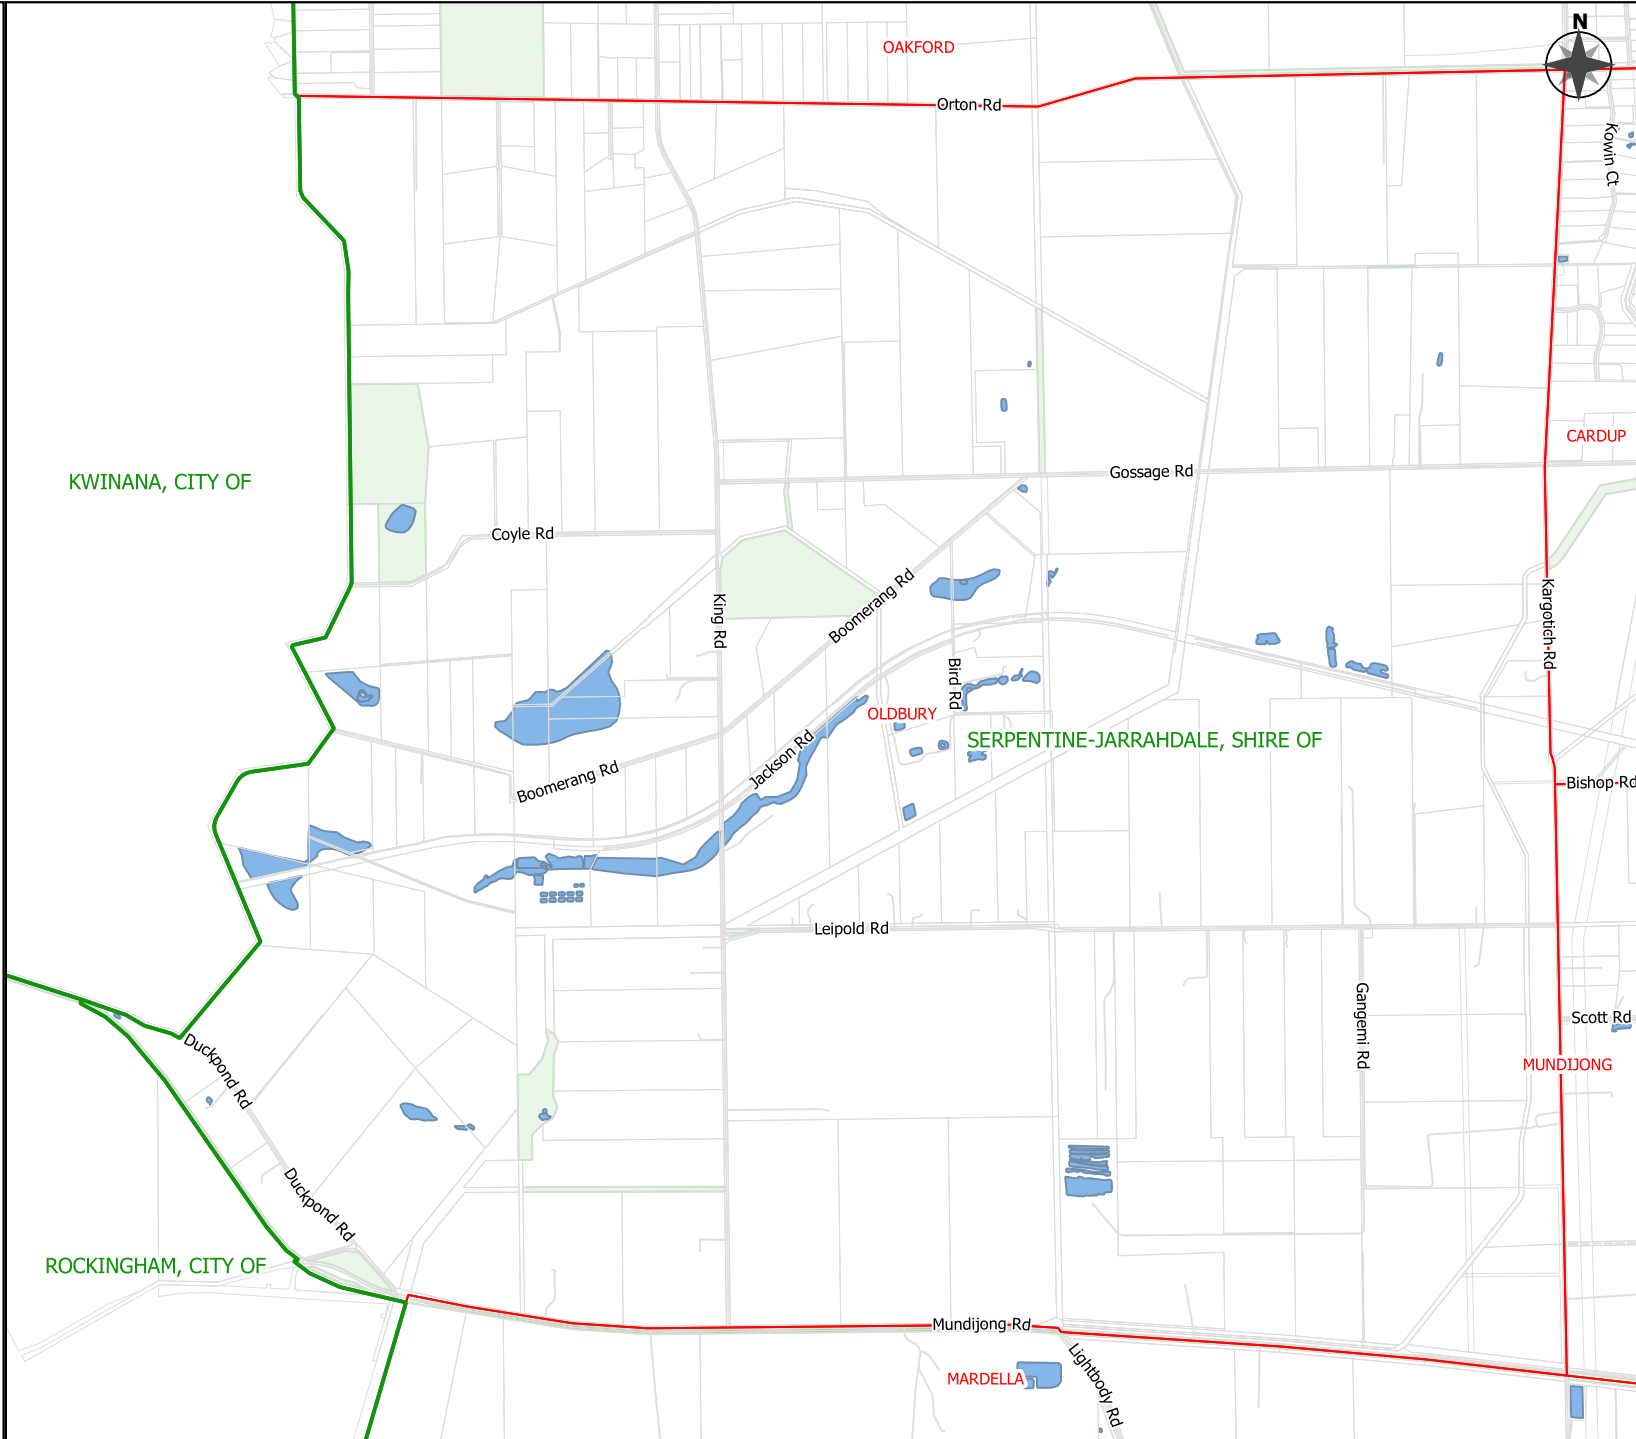 N
OAKFORD
Orton Rd
Kowin Ct
CARDUP
Gossage Rd
KWINANA, CITY OF
Coyle Rd
Boomerang Rd
King Rd
Kargotich Rd
Bird Rd
OLDBURY
SERPENTINE-JARRAHDALE, SHIRE OF
Jackson Rd
Boomerang Rd
Bishop Rd
Leipold Rd
Gangemi Rd
Scott Rd
Duckpond Rd
MUNDIJONG
Duckpond Rd
ROCKINGHAM, CITY OF
Mundijong Rd
Lightbody Rd
MARDELLA